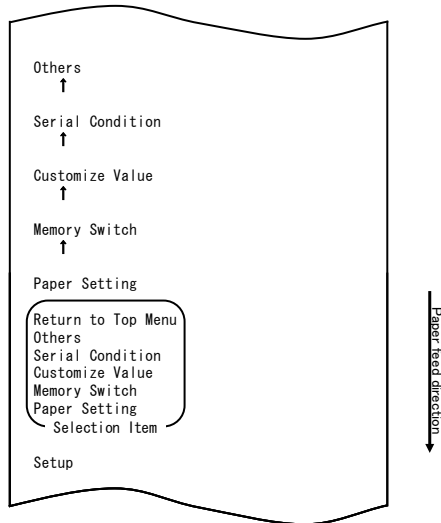 Others
↑
Serial Condition
↑
Customize Value
↑
Memory Switch
↑
Paper Setting
Return to Top Menu
Others
Serial Condition
Customize Value
Memory Switch
Paper Setting
Selection Item
Setup
Paper feed direction